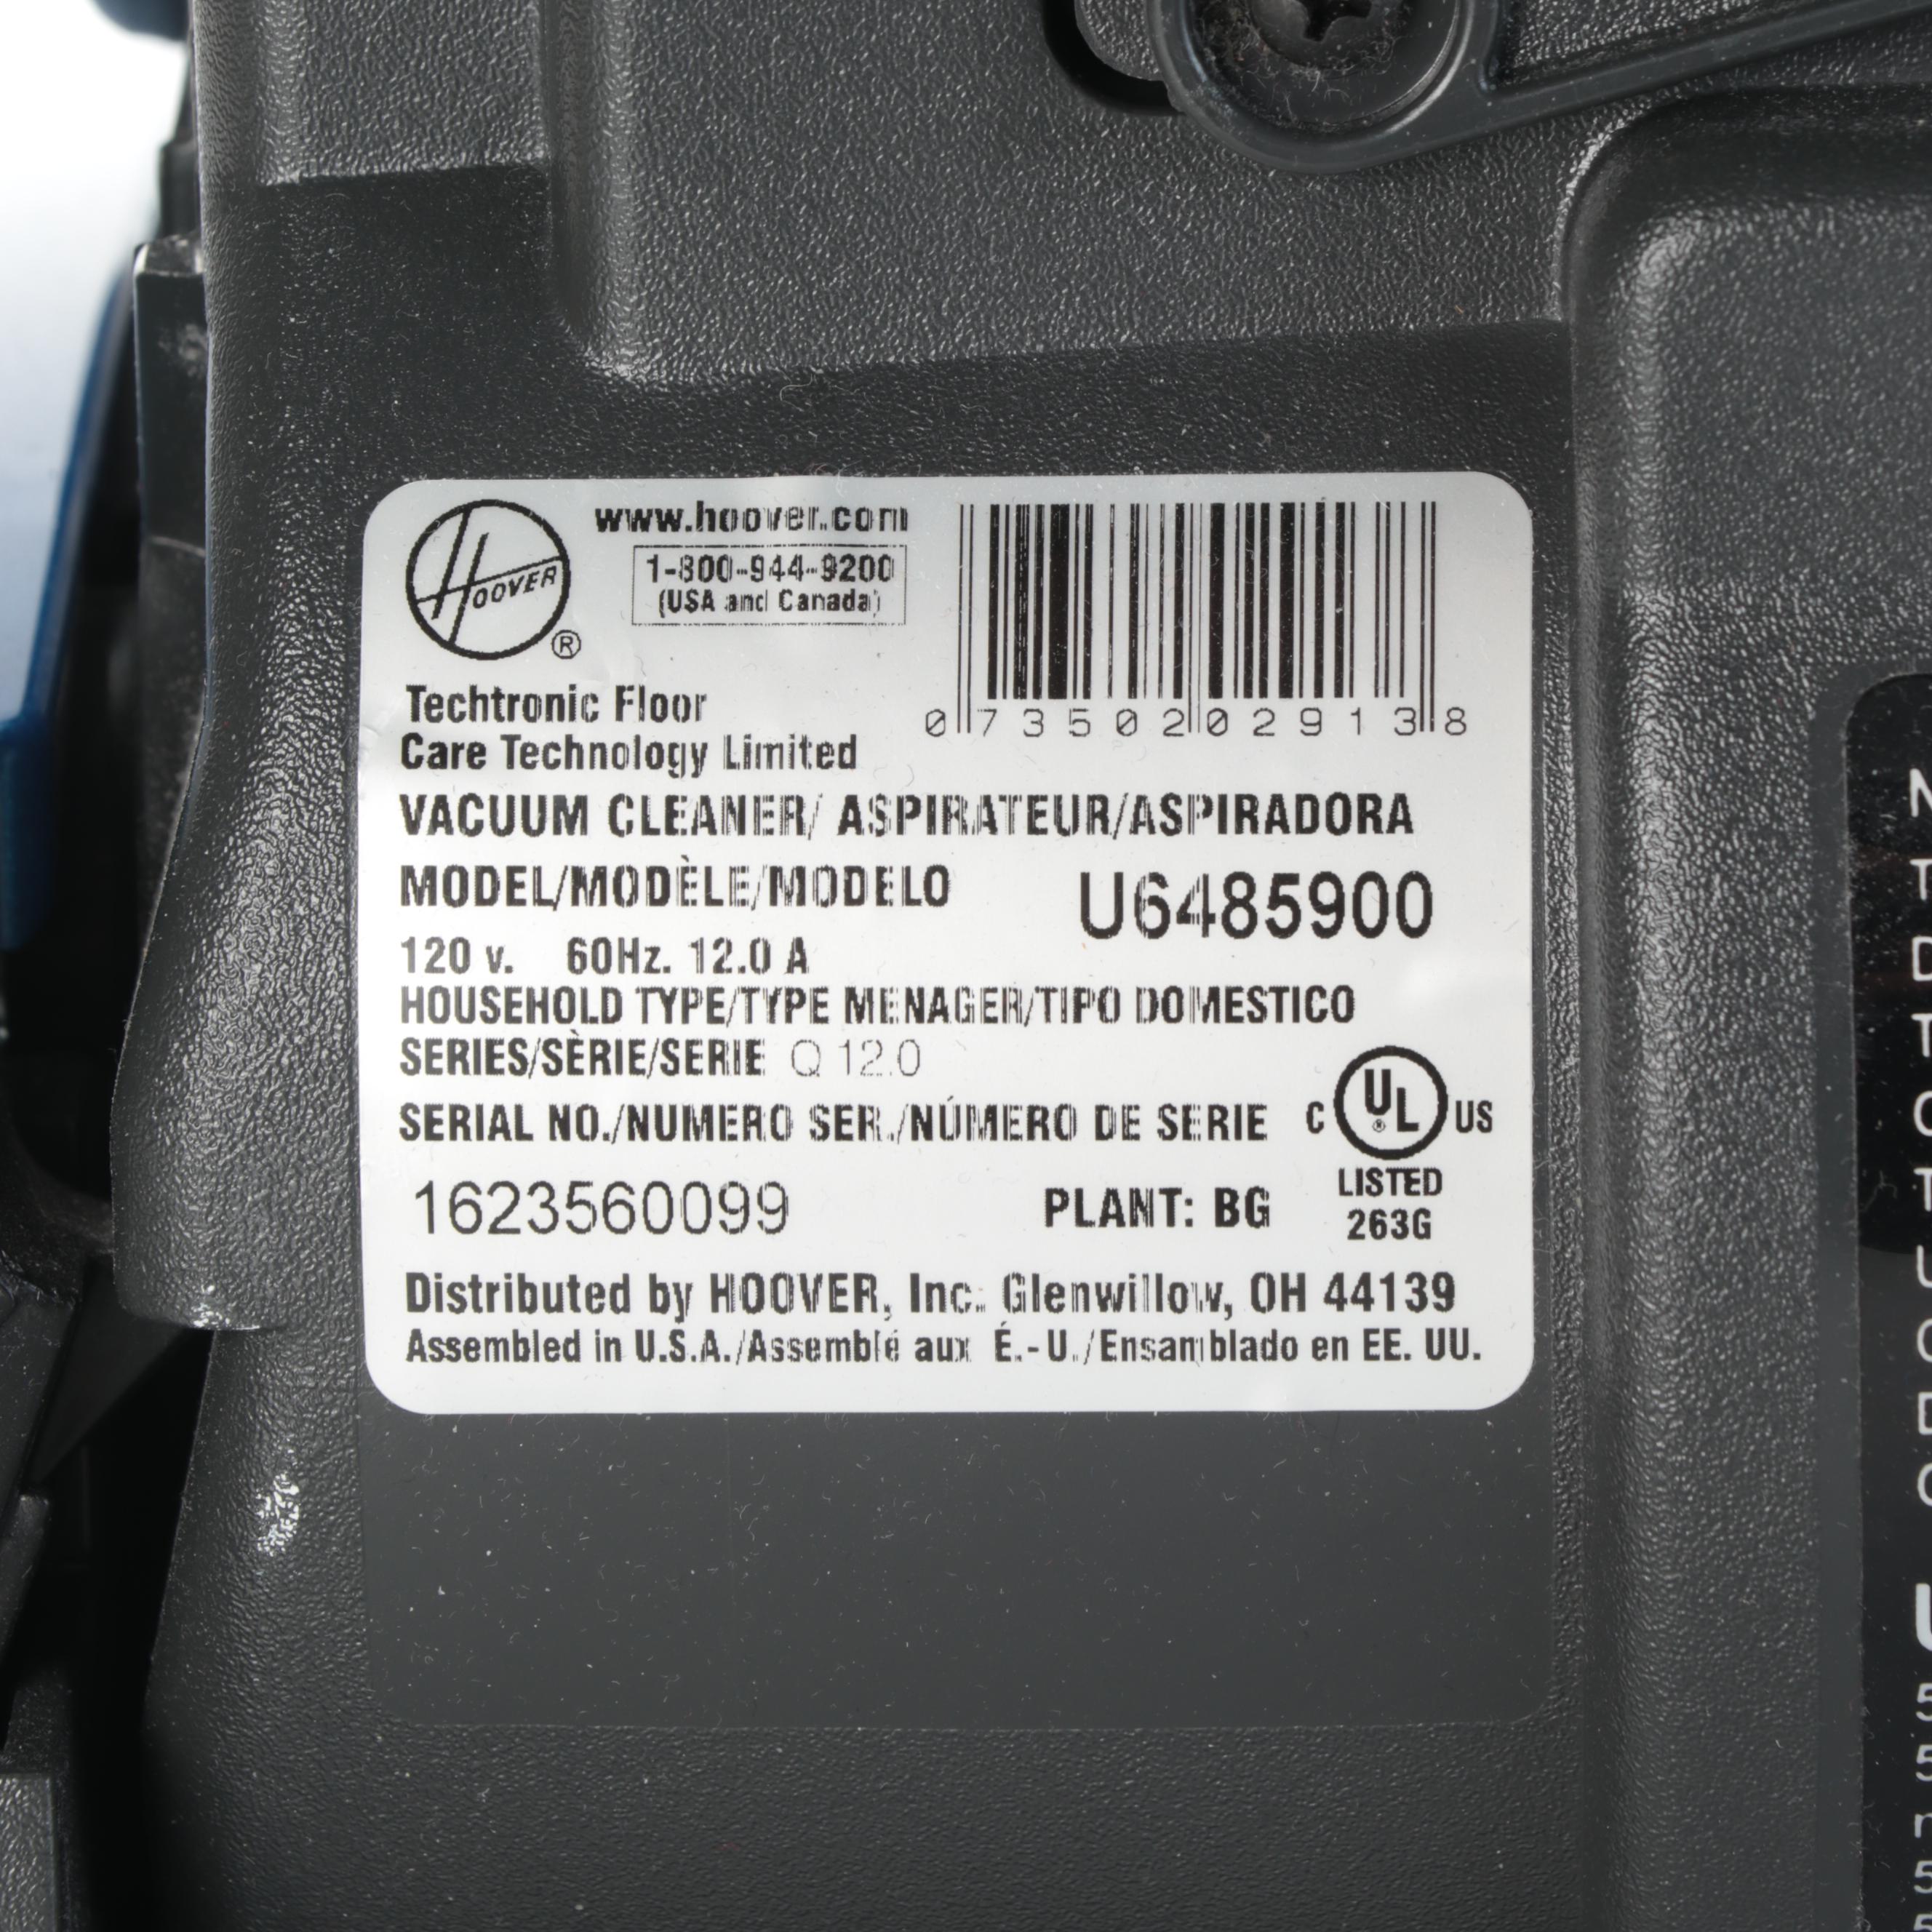 HOOVER
®
www.hoover.com
1-800-944-9200
(USA and Canada)
0 73502 02913 8
Techtronic Floor
Care Technology Limited
VACUUM CLEANER/ ASPIRATEUR/ASPIRADORA
MODEL/MODÈLE/MODELO U6485900
120 v. 60Hz. 12.0 A
HOUSEHOLD TYPE/TYPE MENAGER/TIPO DOMESTICO
SERIES/SÈRIE/SERIE Q 12.0
SERIAL NO./NUMERO SER./NÚMERO DE SERIE
C UL ® US
LISTED
263G
1623560099 PLANT: BG
Distributed by HOOVER, Inc. Glenwillow, OH 44139
Assembled in U.S.A./Assemblé aux É.-U./Ensamblado en EE. UU.